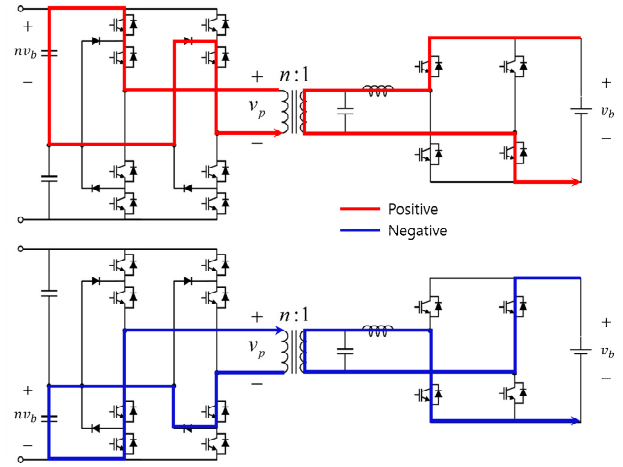 +
nv_b
−
+
v_p
−
n:1
+
v_b
−
Positive
Negative
+
nv_b
−
+
v_p
−
n:1
+
v_b
−